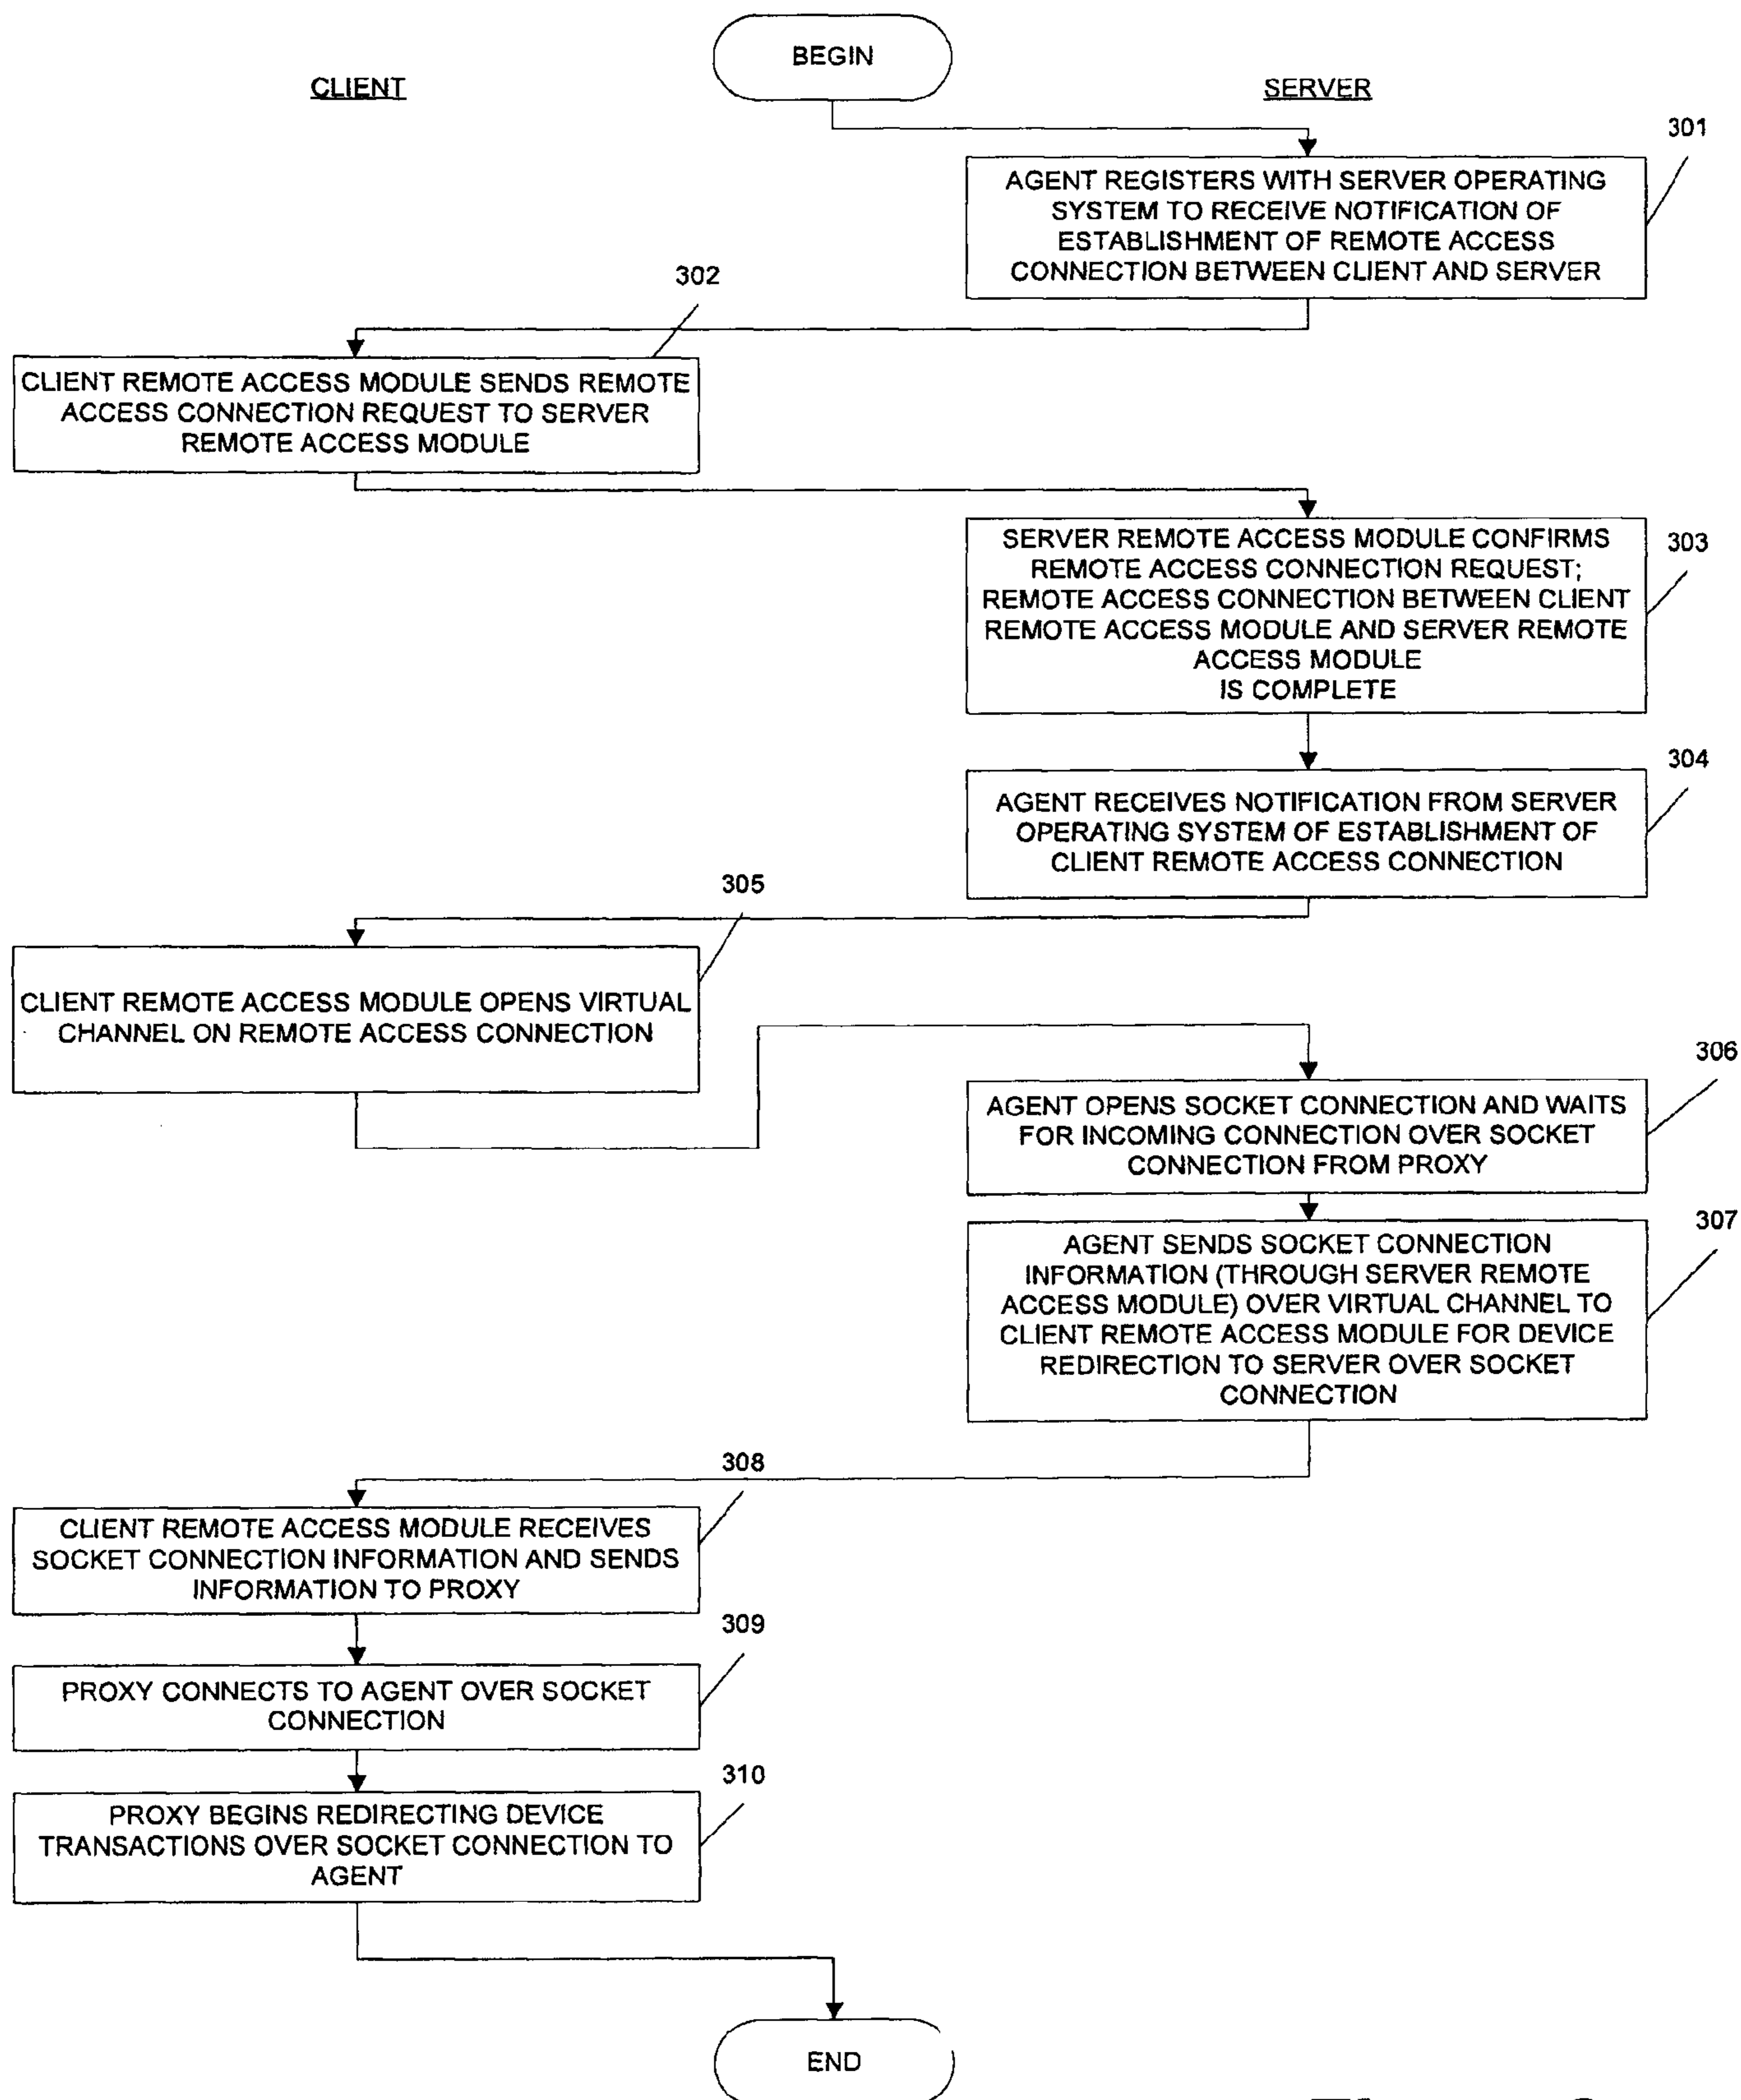 BEGIN
CLIENT
SERVER
301
AGENT REGISTERS WITH SERVER OPERATING
SYSTEM TO RECEIVE NOTIFICATION OF
ESTABLISHMENT OF REMOTE ACCESS
CONNECTION BETWEEN CLIENT AND SERVER
302
CLIENT REMOTE ACCESS MODULE SENDS REMOTE
ACCESS CONNECTION REQUEST TO SERVER
REMOTE ACCESS MODULE
303
SERVER REMOTE ACCESS MODULE CONFIRMS
REMOTE ACCESS CONNECTION REQUEST;
REMOTE ACCESS CONNECTION BETWEEN CLIENT
REMOTE ACCESS MODULE AND SERVER REMOTE
ACCESS MODULE
IS COMPLETE
304
AGENT RECEIVES NOTIFICATION FROM SERVER
OPERATING SYSTEM OF ESTABLISHMENT OF
CLIENT REMOTE ACCESS CONNECTION
305
CLIENT REMOTE ACCESS MODULE OPENS VIRTUAL
CHANNEL ON REMOTE ACCESS CONNECTION
306
AGENT OPENS SOCKET CONNECTION AND WAITS
FOR INCOMING CONNECTION OVER SOCKET
CONNECTION FROM PROXY
307
AGENT SENDS SOCKET CONNECTION
INFORMATION (THROUGH SERVER REMOTE
ACCESS MODULE) OVER VIRTUAL CHANNEL TO
CLIENT REMOTE ACCESS MODULE FOR DEVICE
REDIRECTION TO SERVER OVER SOCKET
CONNECTION
308
CLIENT REMOTE ACCESS MODULE RECEIVES
SOCKET CONNECTION INFORMATION AND SENDS
INFORMATION TO PROXY
309
PROXY CONNECTS TO AGENT OVER SOCKET
CONNECTION
310
PROXY BEGINS REDIRECTING DEVICE
TRANSACTIONS OVER SOCKET CONNECTION TO
AGENT
END